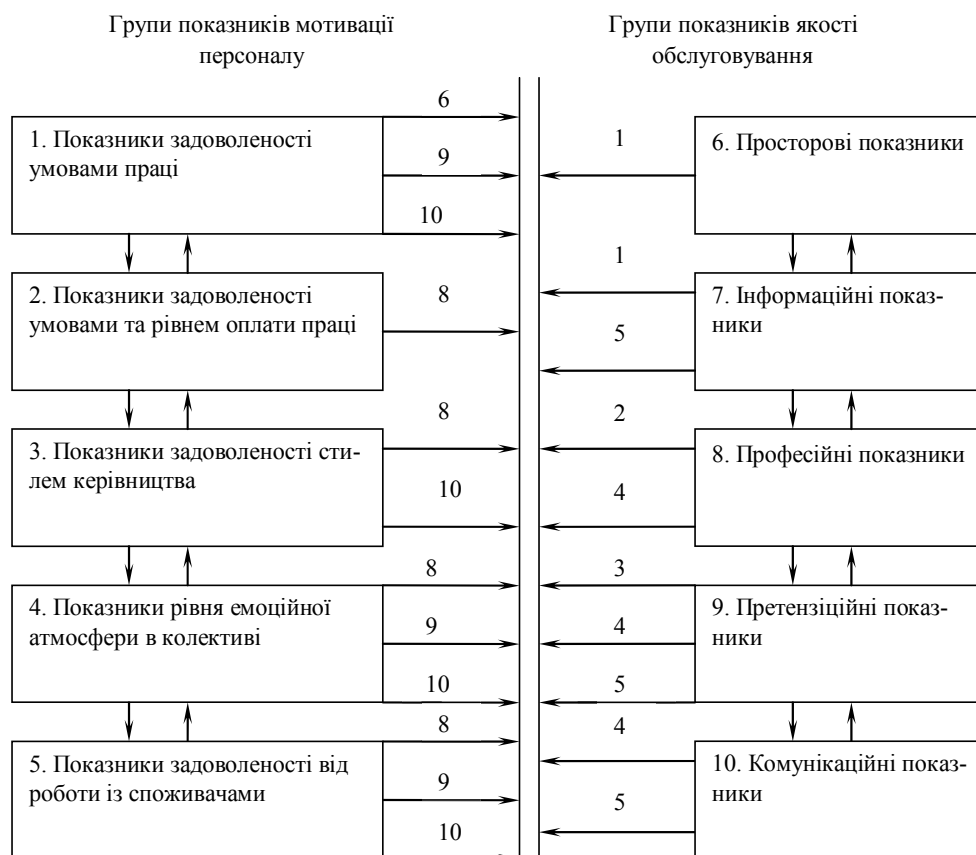 Групи показників мотивації
персоналу
Групи показників якості
обслуговування
1. Показники задоволеності
умовами праці
6
9
10
2. Показники задоволеності
умовами та рівнем оплати праці
8
3. Показники задоволеності сти-
лем керівництва
8
10
4. Показники рівня емоційної
атмосфери в колективі
8
9
10
5. Показники задоволеності від
роботи із споживачами
8
9
10
1
6. Просторові показники
1
5
7. Інформаційні показ-
ники
2
4
8. Професійні показники
3
4
5
9. Претензіційні показ-
ники
4
5
10. Комунікаційні показ-
ники